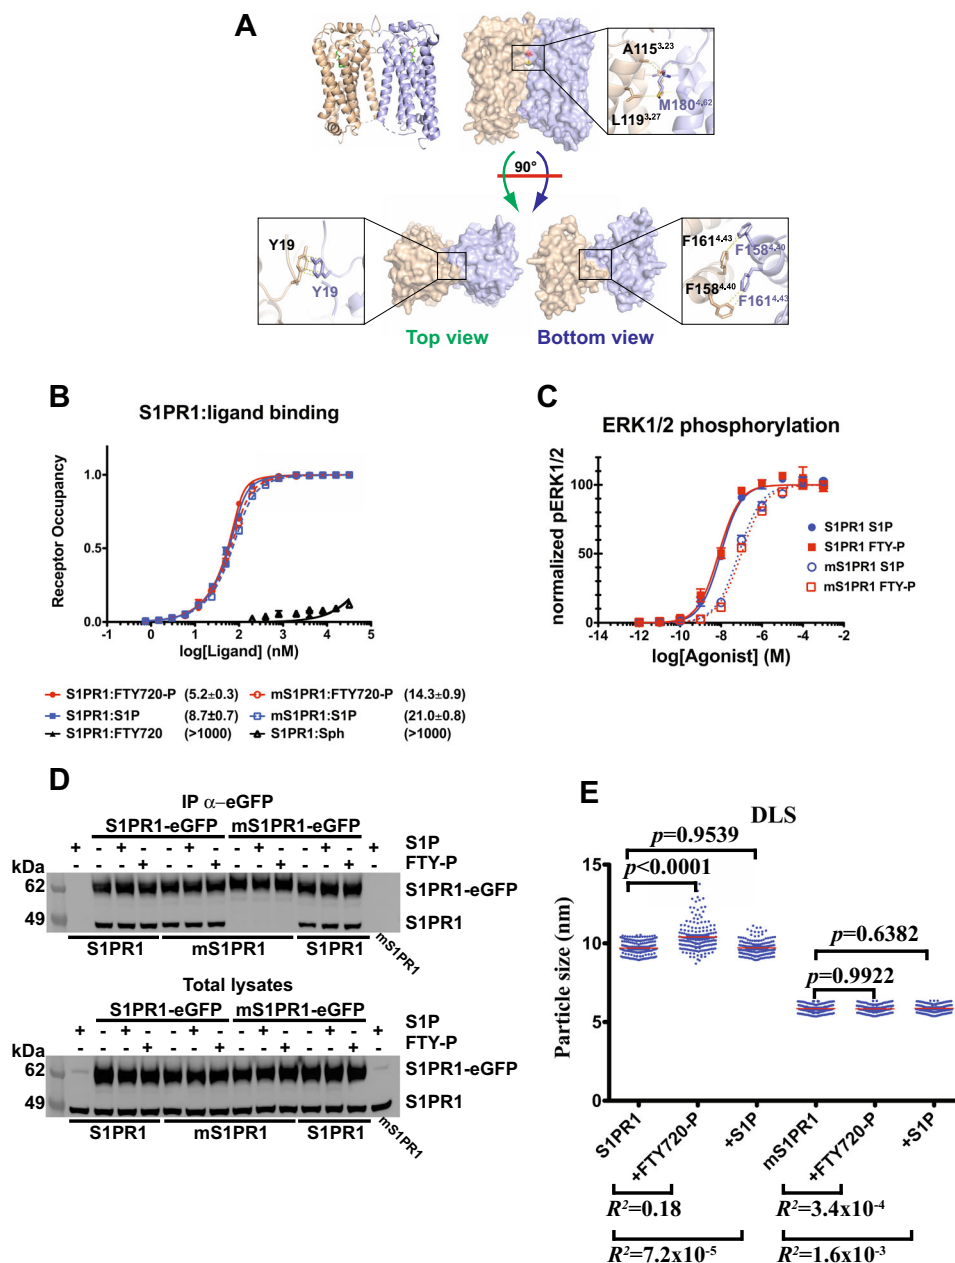 A
A115³·²³
M180⁴·⁶²
L119³·²⁷
90°
Y19
Y19
F161⁴·⁴³
F158⁴·⁴⁰
F158⁴·⁴⁰
F161⁴·⁴³
Top view
Bottom view
B
S1PR1:ligand binding
Receptor Occupancy
1.0
0.5
0.0
-1 0 1 2 3 4 5
log[Ligand] (nM)
S1PR1:FTY720-P (5.2±0.3) mS1PR1:FTY720-P (14.3±0.9)
S1PR1:S1P (8.7±0.7) mS1PR1:S1P (21.0±0.8)
S1PR1:FTY720 (>1000) S1PR1:Sph (>1000)
C
ERK1/2 phosphorylation
normalized pERK1/2
100
50
0
-14 -12 -10 -8 -6 -4 -2
log[Agonist] (M)
S1PR1 S1P
S1PR1 FTY-P
mS1PR1 S1P
mS1PR1 FTY-P
D
IP α-eGFP
S1PR1-eGFP mS1PR1-eGFP
+ - + - - + - - + - - + - + S1P
- - + - - + - - + - - + - FTY-P
kDa
62 S1PR1-eGFP
49 S1PR1
S1PR1 mS1PR1 S1PR1 mS1PR1
Total lysates
S1PR1-eGFP mS1PR1-eGFP
+ - + - - + - - + - - + - + S1P
- - - + - - + - - + - - + - FTY-P
kDa
62 S1PR1-eGFP
49 S1PR1
S1PR1 mS1PR1 S1PR1 mS1PR1
E
DLS
Particle size (nm)
15
10
5
0
p=0.9539
p<0.0001
p=0.6382
p=0.9922
S1PR1 +FTY720-P +S1P mS1PR1 +FTY720-P +S1P
R²=0.18 R²=3.4x10⁻⁴
R²=7.2x10⁻⁵ R²=1.6x10⁻³